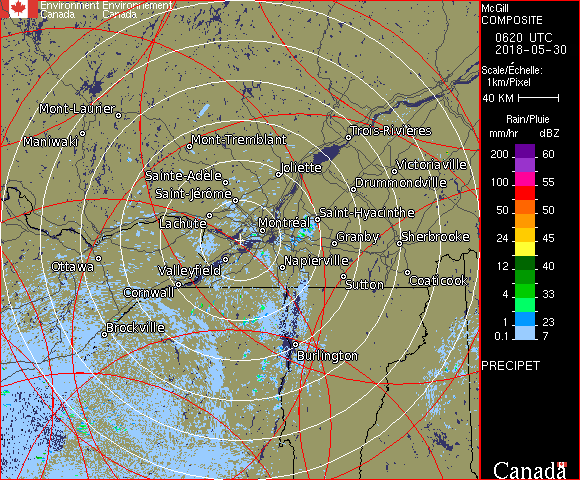 Environment Environnement
Canada Canada
McGill
COMPOSITE
0620 UTC
2018-05-30
Scale/Échelle:
1km/Pixel
40 KM
Rain/Pluie
mm/hr dBZ
200 60
100 55
50 50
24 45
12 40
4 33
1 23
0.1 7
PRECIPET
Canada
Mont-Laurier
Maniwaki
Mont-Tremblant
Trois-Rivières
Joliette
Victoriaville
Sainte-Adèle
Drummondville
Saint-Jérôme
Saint-Hyacinthe
Lachute
Montréal
Granby
Sherbrooke
Ottawa
Valleyfield
Napierville
Cornwall
Sutton
Coaticook
Brockville
Burlington